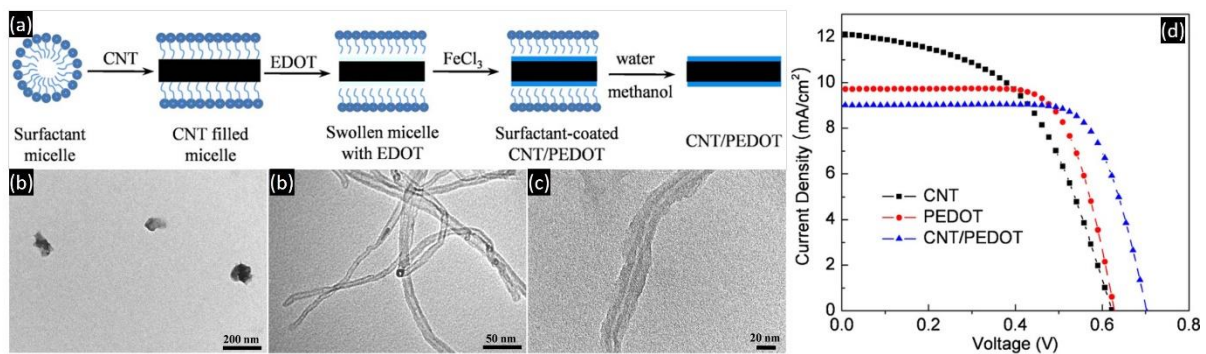 (a)
CNT
EDOT
FeCl3
water
methanol
Surfactant
micelle
CNT filled
micelle
Swollen micelle
with EDOT
Surfactant-coated
CNT/PEDOT
CNT/PEDOT
(b)
200 nm
(b)
50 nm
(c)
20 nm
(d)
Current Density (mA/cm²)
12
10
8
6
4
2
0
CNT
PEDOT
CNT/PEDOT
0.0
0.2
0.4
0.6
0.8
Voltage (V)